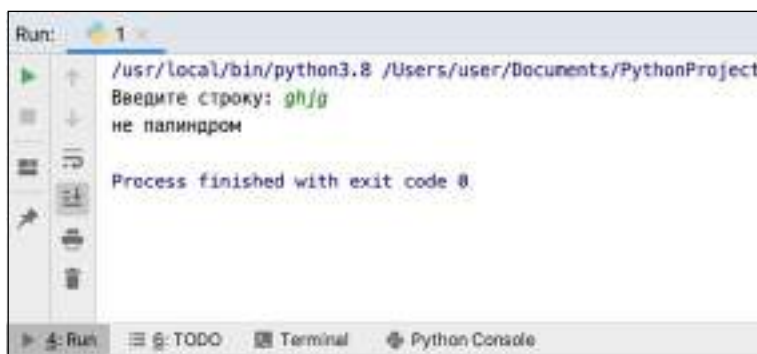 Run: 1
/usr/local/bin/python3.8 /Users/user/Documents/PythonProject
Введите строку: ghjg
не палиндром
Process finished with exit code 0
4: Run 6: TODO Terminal Python Console